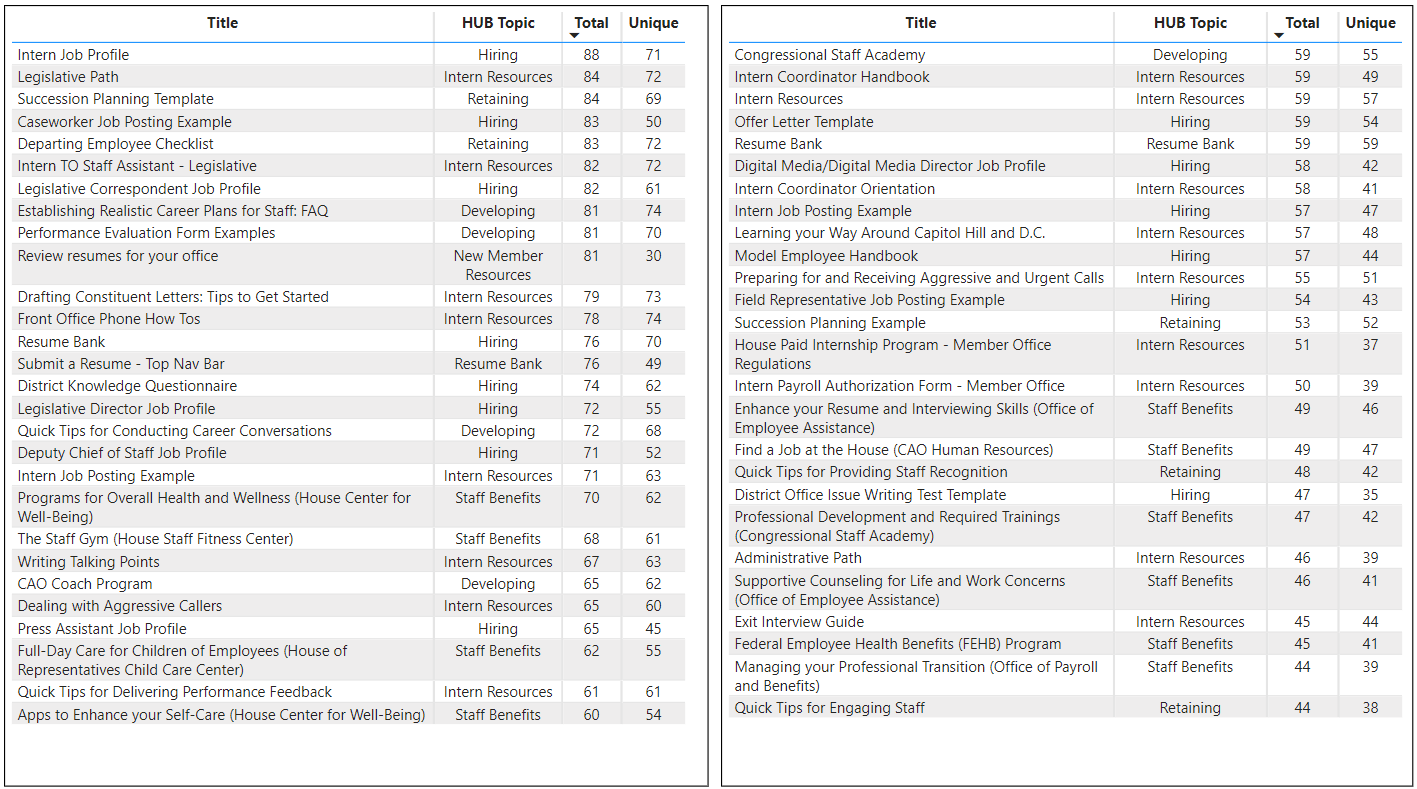 Title HUB Topic Total Unique
Intern Job Profile Hiring 88 71
Legislative Path Intern Resources 84 72
Succession Planning Template Retaining 84 69
Caseworker Job Posting Example Hiring 83 50
Departing Employee Checklist Retaining 83 72
Intern TO Staff Assistant - Legislative Intern Resources 82 72
Legislative Correspondent Job Profile Hiring 82 61
Establishing Realistic Career Plans for Staff: FAQ Developing 81 74
Performance Evaluation Form Examples Developing 81 70
Review resumes for your office New Member 81 30
Resources
Drafting Constituent Letters: Tips to Get Started Intern Resources 79 73
Front Office Phone How Tos Intern Resources 78 74
Resume Bank Hiring 76 70
Submit a Resume - Top Nav Bar Resume Bank 76 49
District Knowledge Questionnaire Hiring 74 62
Legislative Director Job Profile Hiring 72 55
Quick Tips for Conducting Career Conversations Developing 72 68
Deputy Chief of Staff Job Profile Hiring 71 52
Intern Job Posting Example Intern Resources 71 63
Programs for Overall Health and Wellness (House Center for Staff Benefits 70 62
Well-Being)
The Staff Gym (House Staff Fitness Center) Staff Benefits 68 61
Writing Talking Points Intern Resources 67 63
CAO Coach Program Developing 65 62
Dealing with Aggressive Callers Intern Resources 65 60
Press Assistant Job Profile Hiring 65 45
Full-Day Care for Children of Employees (House of Staff Benefits 62 55
Representatives Child Care Center)
Quick Tips for Delivering Performance Feedback Intern Resources 61 61
Apps to Enhance your Self-Care (House Center for Well-Being) Staff Benefits 60 54
Title HUB Topic Total Unique
Congressional Staff Academy Developing 59 55
Intern Coordinator Handbook Intern Resources 59 49
Intern Resources Intern Resources 59 57
Offer Letter Template Hiring 59 54
Resume Bank Resume Bank 59 59
Digital Media/Digital Media Director Job Profile Hiring 58 42
Intern Coordinator Orientation Intern Resources 58 41
Intern Job Posting Example Hiring 57 47
Learning your Way Around Capitol Hill and D.C. Intern Resources 57 48
Model Employee Handbook Hiring 57 44
Preparing for and Receiving Aggressive and Urgent Calls Intern Resources 55 51
Field Representative Job Posting Example Hiring 54 43
Succession Planning Example Retaining 53 52
House Paid Internship Program - Member Office Intern Resources 51 37
Regulations
Intern Payroll Authorization Form - Member Office Intern Resources 50 39
Enhance your Resume and Interviewing Skills (Office of Staff Benefits 49 46
Employee Assistance)
Find a Job at the House (CAO Human Resources) Staff Benefits 49 47
Quick Tips for Providing Staff Recognition Retaining 48 42
District Office Issue Writing Test Template Hiring 47 35
Professional Development and Required Trainings Staff Benefits 47 42
(Congressional Staff Academy)
Administrative Path Intern Resources 46 39
Supportive Counseling for Life and Work Concerns Staff Benefits 46 41
(Office of Employee Assistance)
Exit Interview Guide Intern Resources 45 44
Federal Employee Health Benefits (FEHB) Program Staff Benefits 45 41
Managing your Professional Transition (Office of Payroll Staff Benefits 44 39
and Benefits)
Quick Tips for Engaging Staff Retaining 44 38